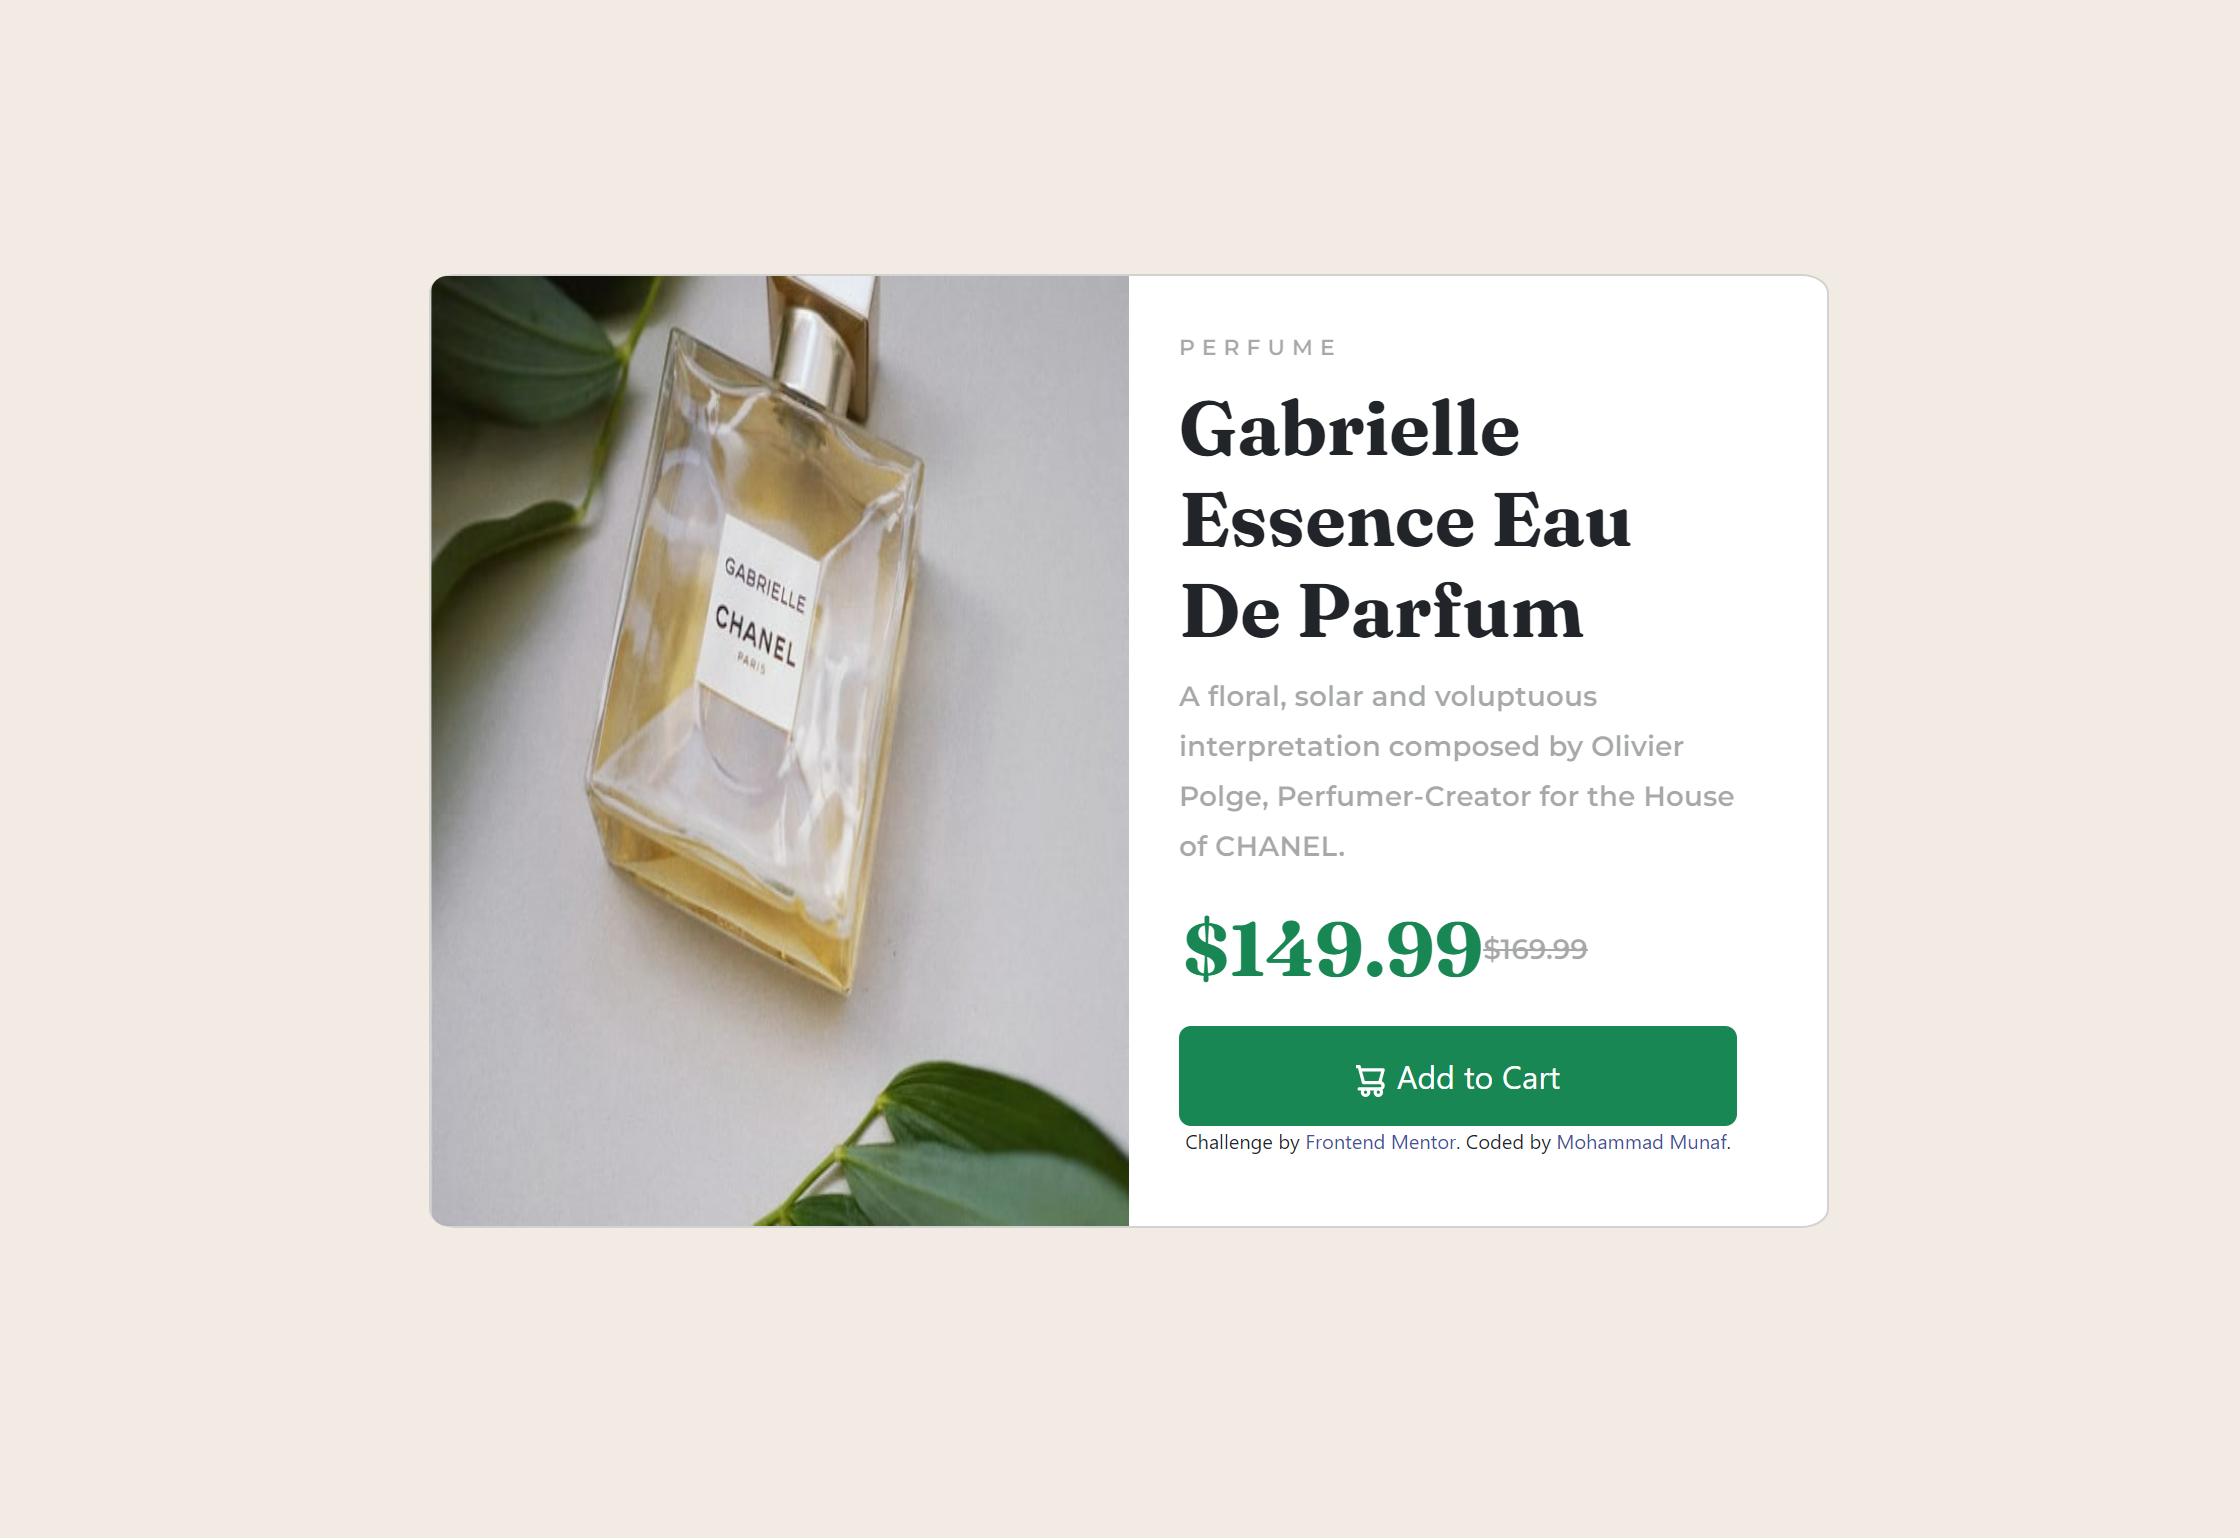 GABRIELLE
CHANEL
PARIS
PERFUME
Gabrielle
Essence Eau
De Parfum
A floral, solar and voluptuous
interpretation composed by Olivier
Polge, Perfumer-Creator for the House
of CHANEL.
$149.99 $169.99
Add to Cart
Challenge by Frontend Mentor. Coded by Mohammad Munaf.